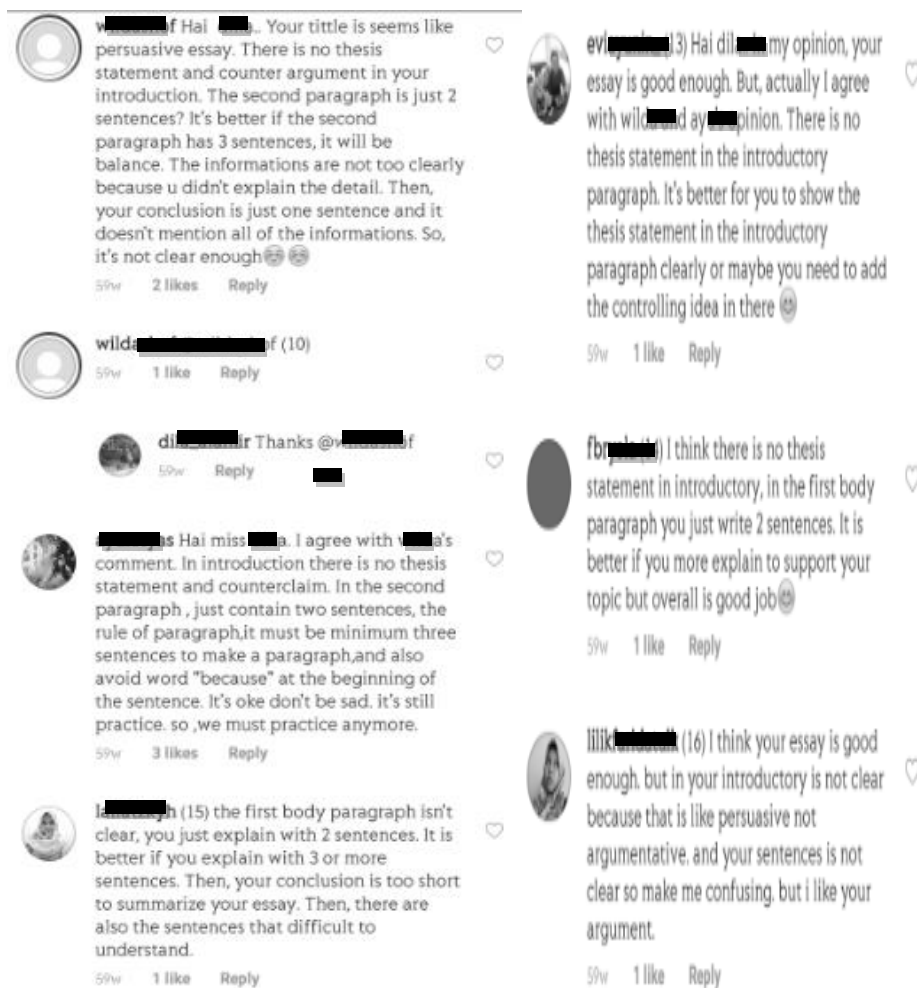 Hai
.. Your tittle is seems like
persuasive essay. There is no thesis
statement and counter argument in your
introduction. The second paragraph is just 2
sentences? It's better if the second
paragraph has 3 sentences, it will be
balance. The informations are not too clearly
because u didn't explain the detail. Then,
your conclusion is just one sentence and it
doesn't mention all of the informations. So,
it's not clear enough
59w 2 likes Reply
wilda of (10)
59w 1 like Reply
Thanks @
59w Reply
Hai miss a. I agree with a's
comment. In introduction there is no thesis
statement and counterclaim. In the second
paragraph , just contain two sentences, the
rule of paragraph,it must be minimum three
sentences to make a paragraph,and also
avoid word "because" at the beginning of
the sentence. It's oke don't be sad. it's still
practice. so ,we must practice anymore.
59w 3 likes Reply
(15) the first body paragraph isn't
clear, you just explain with 2 sentences. It is
better if you explain with 3 or more
sentences. Then, your conclusion is too short
to summarize your essay. Then, there are
also the sentences that difficult to
understand.
59w 1 like Reply
(13) Hai my opinion, your
essay is good enough. But, actually I agree
with opinion. There is no
thesis statement in the introductory
paragraph. It's better for you to show the
thesis statement in the introductory
paragraph clearly or maybe you need to add
the controlling idea in there
59w 1 like Reply
I think there is no thesis
statement in introductory, in the first body
paragraph you just write 2 sentences. It is
better if you more explain to support your
topic but overall is good job
59w 1 like Reply
(16) I think your essay is good
enough. but in your introductory is not clear
because that is like persuasive not
argumentative. and your sentences is not
clear so make me confusing. but i like your
argument.
59w 1 like Reply